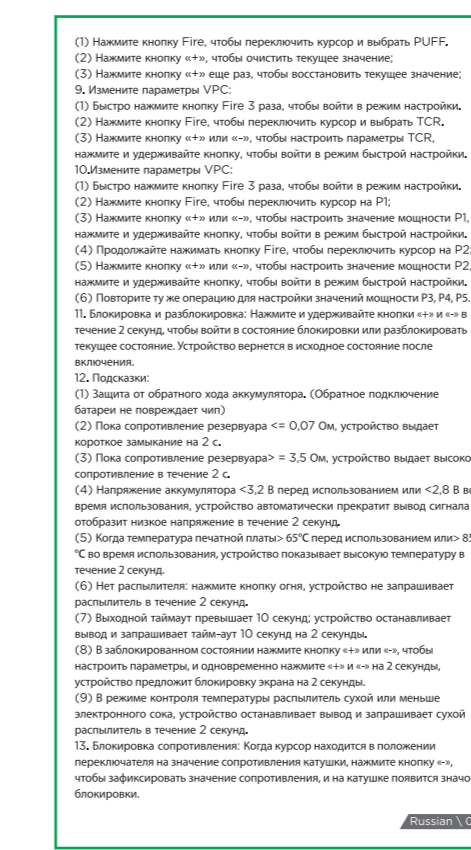 (1) Нажмите кнопку Fire, чтобы переключить курсор и выбрать PUFF.
(2) Нажмите кнопку «+», чтобы очистить текущее значение;
(3) Нажмите кнопку «+» еще раз, чтобы восстановить текущее значение;
9. Измените параметры VPC:
(1) Быстро нажмите кнопку Fire 3 раза, чтобы войти в режим настройки.
(2) Нажмите кнопку Fire, чтобы переключить курсор и выбрать TCR.
(3) Нажмите кнопку «+» или «-», чтобы настроить параметры TCR,
нажмите и удерживайте кнопку, чтобы войти в режим быстрой настройки.
10.Измените параметры VPC:
(1) Быстро нажмите кнопку Fire 3 раза, чтобы войти в режим настройки.
(2) Нажмите кнопку Fire, чтобы переключить курсор на P1;
(3) Нажмите кнопку «+» или «-», чтобы настроить значение мощности P1,
нажмите и удерживайте кнопку, чтобы войти в режим быстрой настройки.
(4) Продолжайте нажимать кнопку Fire, чтобы переключить курсор на P2;
(5) Нажмите кнопку «+» или «-», чтобы настроить значение мощности P2,
нажмите и удерживайте кнопку, чтобы войти в режим быстрой настройки.
(6) Повторите ту же операцию для настройки значений мощности P3, P4, P5.
11. Блокировка и разблокировка: Нажмите и удерживайте кнопки «+» и «-» в
течение 2 секунд, чтобы войти в состояние блокировки или разблокировать
текущее состояние. Устройство вернется в исходное состояние после
включения.
12. Подсказки:
(1) Защита от обратного хода аккумулятора. (Обратное подключение
батареи не повреждает чип)
(2) Пока сопротивление резервуара <= 0,07 Ом, устройство выдает
короткое замыкание на 2 с.
(3) Пока сопротивление резервуара> = 3,5 Ом, устройство выдает высоко
сопротивление в течение 2 с.
(4) Напряжение аккумулятора <3,2 В перед использованием или <2,8 В во
время использования, устройство автоматически прекратит вывод сигнала
отобразит низкое напряжение в течение 2 секунд.
(5) Когда температура печатной платы> 65℃ перед использованием или> 85
℃ во время использования, устройство показывает высокую температуру в
течение 2 секунд.
(6) Нет распылителя: нажмите кнопку огня, устройство не запрашивает
распылитель в течение 2 секунд.
(7) Выходной таймаут превышает 10 секунд; устройство останавливает
вывод и запрашивает тайм-аут 10 секунд на 2 секунды.
(8) В заблокированном состоянии нажмите кнопку «+» или «-», чтобы
настроить параметры, и одновременно нажмите «+» и «-» на 2 секунды,
устройство предложит блокировку экрана на 2 секунды.
(9) В режиме контроля температуры распылитель сухой или меньше
электронного сока, устройство останавливает вывод и запрашивает сухой
распылитель в течение 2 секунд.
13. Блокировка сопротивления: Когда курсор находится в положении
переключателя на значение сопротивления катушки, нажмите кнопку «-»,
чтобы зафиксировать значение сопротивления, и на катушке появится значо
блокировки.
Russian \